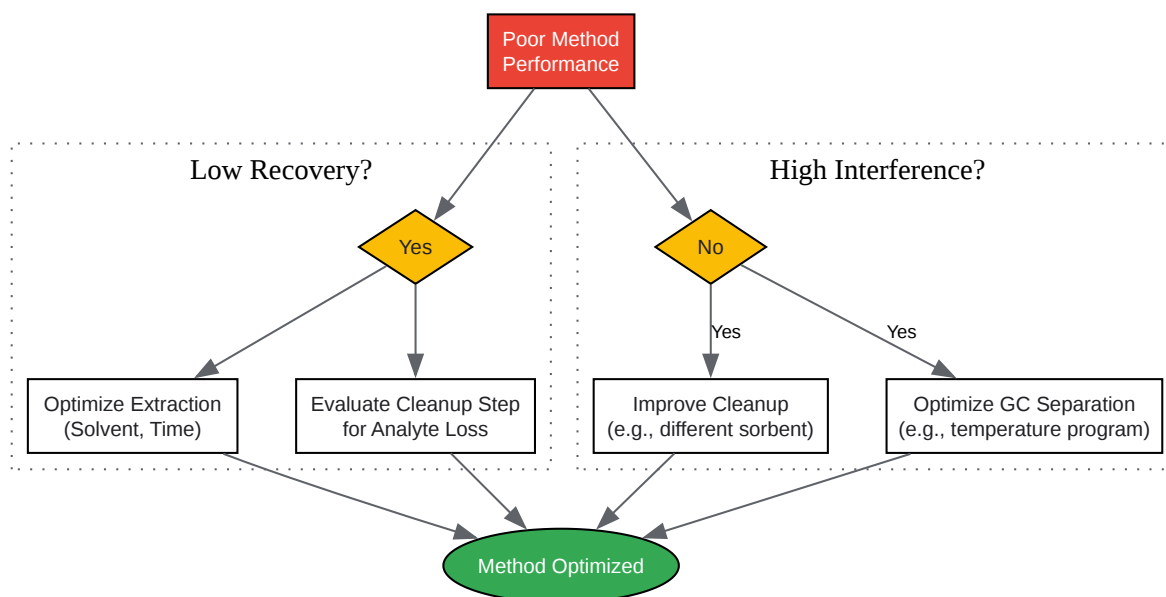 Poor Method
Performance
Low Recovery?
High Interference?
Yes
No
Yes
Yes
Optimize Extraction
(Solvent, Time)
Evaluate Cleanup Step
for Analyte Loss
Improve Cleanup
(e.g., different sorbent)
Optimize GC Separation
(e.g., temperature program)
Method Optimized